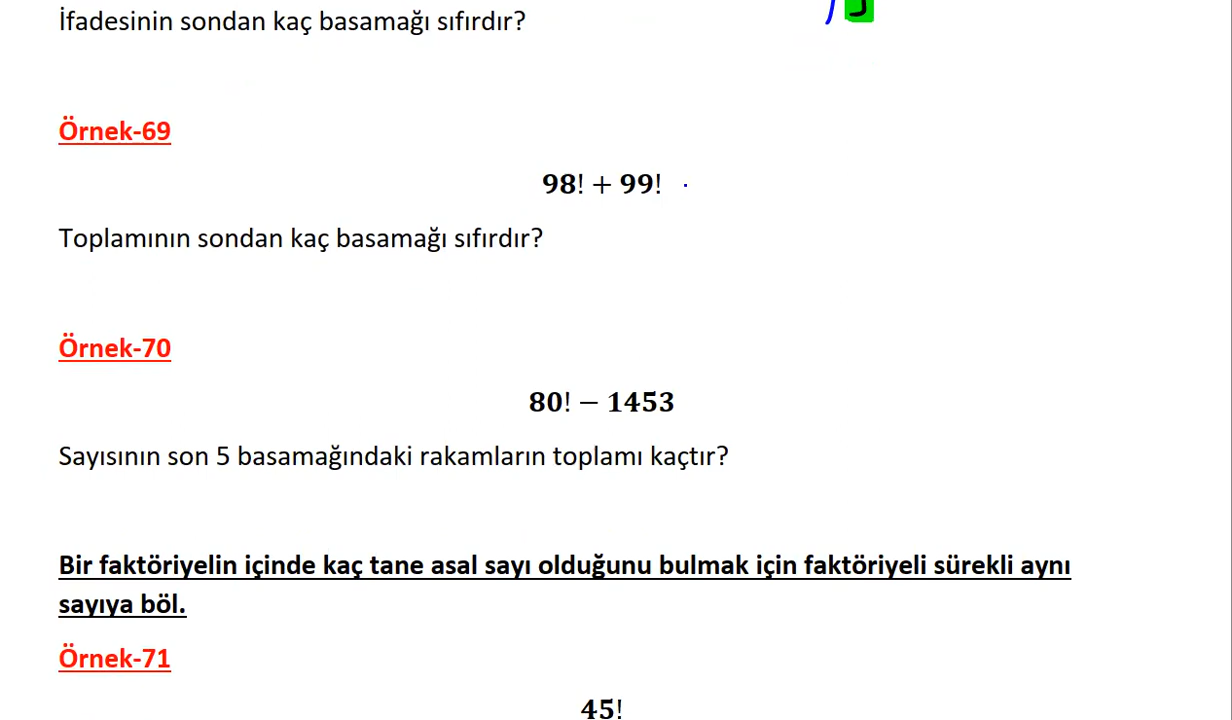 İfadesinin sondan kaç basamağı sıfırdır?
Örnek-69
98! + 99!
Toplamının sondan kaç basamağı sıfırdır?
Örnek-70
80! − 1453
Sayısının son 5 basamağındaki rakamların toplamı kaçtır?
Bir faktöriyelin içinde kaç tane asal sayı olduğunu bulmak için faktöriyeli sürekli aynı
sayıya böl.
Örnek-71
45!